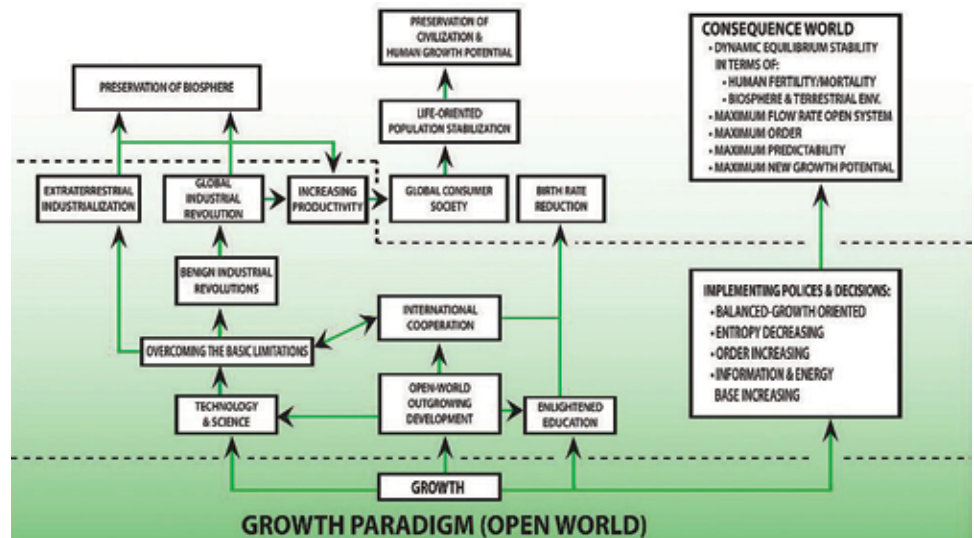 PRESERVATION OF
CIVILIZATION &
HUMAN GROWTH POTENTIAL
CONSEQUENCE WORLD
• DYNAMIC EQUILIBRIUM STABILITY
IN TERMS OF:
• HUMAN FERTILITY/MORTALITY
• BIOSPHERE & TERRESTRIAL ENV.
• MAXIMUM FLOW RATE OPEN SYSTEM
• MAXIMUM ORDER
• MAXIMUM PREDICTABILITY
• MAXIMUM NEW GROWTH POTENTIAL
PRESERVATION OF BIOSPHERE
LIFE-ORIENTED
POPULATION STABILIZATION
EXTRATERRESTRIAL
INDUSTRIALIZATION
GLOBAL
INDUSTRIAL
REVOLUTION
INCREASING
PRODUCTIVITY
GLOBAL CONSUMER
SOCIETY
BIRTH RATE
REDUCTION
BENIGN INDUSTRIAL
REVOLUTIONS
INTERNATIONAL
COOPERATION
IMPLEMENTING POLICES & DECISIONS:
• BALANCED-GROWTH ORIENTED
• ENTROPY DECREASING
• ORDER INCREASING
• INFORMATION & ENERGY
BASE INCREASING
OVERCOMING THE BASIC LIMITATIONS
TECHNOLOGY
& SCIENCE
OPEN-WORLD
OUTGROWING
DEVELOPMENT
ENLIGHTENED
EDUCATION
GROWTH
GROWTH PARADIGM (OPEN WORLD)